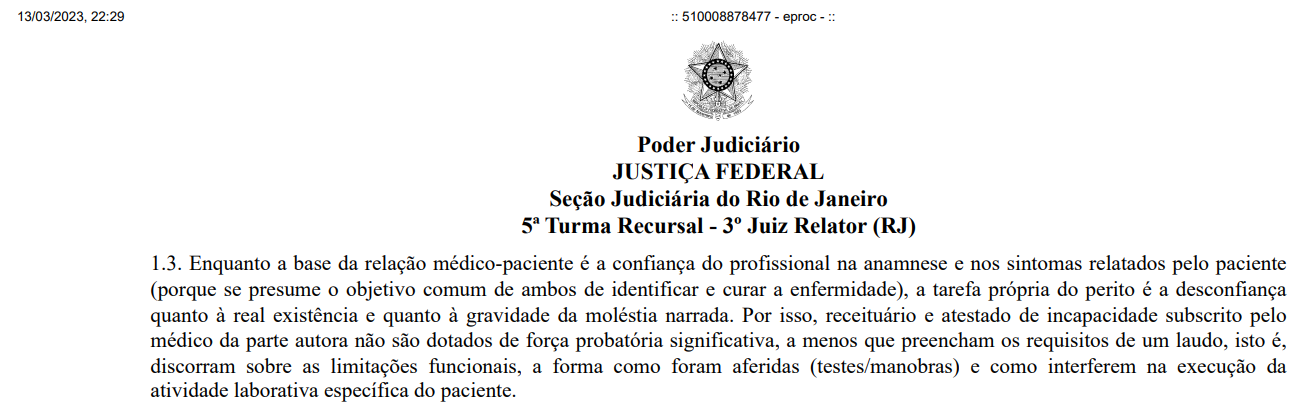 13/03/2023, 22:29
:: 510008878477 - eproc - ::
Poder Judiciário
JUSTIÇA FEDERAL
Seção Judiciária do Rio de Janeiro
5ª Turma Recursal - 3º Juiz Relator (RJ)
1.3. Enquanto a base da relação médico-paciente é a confiança do profissional na anamnese e nos sintomas relatados pelo paciente
(porque se presume o objetivo comum de ambos de identificar e curar a enfermidade), a tarefa própria do perito é a desconfiança
quanto à real existência e quanto à gravidade da moléstia narrada. Por isso, receituário e atestado de incapacidade subscrito pelo
médico da parte autora não são dotados de força probatória significativa, a menos que preencham os requisitos de um laudo, isto é,
discorram sobre as limitações funcionais, a forma como foram aferidas (testes/manobras) e como interferem na execução da
atividade laborativa específica do paciente.